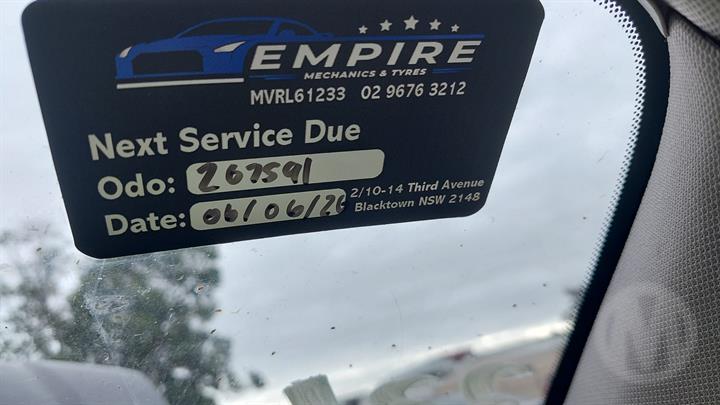 EMPIRE
MECHANICS & TYRES
MVRL61233 02 9676 3212
Next Service Due
Odo: 267591
Date: 06/06/26
2/10-14 Third Avenue
Blacktown NSW 2148
M